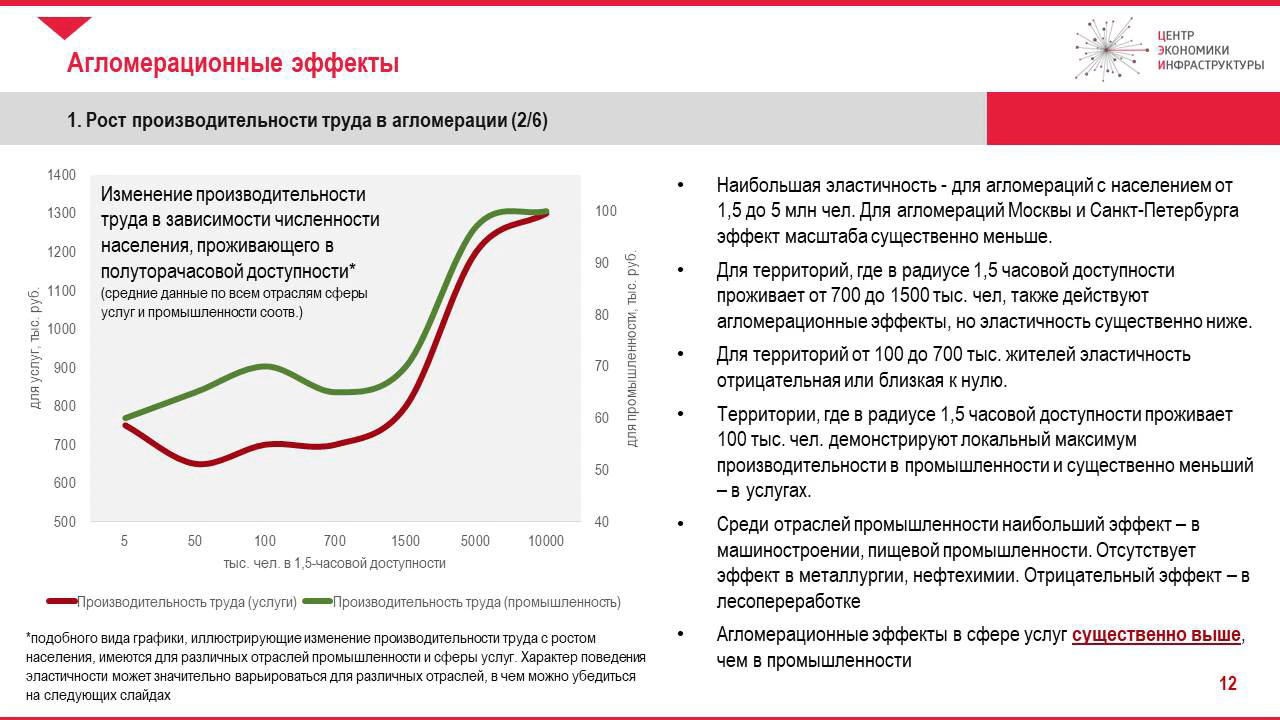 Агломерационные эффекты
ЦЕНТР
ЭКОНОМИКИ
ИНФРАСТРУКТУРЫ
1. Рост производительности труда в агломерации (2/6)
Изменение производительности
труда в зависимости численности
населения, проживающего в
полуторачасовой доступности*
(средние данные по всем отраслям сферы
услуг и промышленности соотв.)
для услуг, тыс. руб.
1400
1300
1200
1100
1000
900
800
700
600
500
100
90
80
70
60
50
40
для промышленности, тыс. руб.
5 50 100 700 1500 5000 10000
тыс. чел. в 1,5-часовой доступности
Производительность труда (услуги) Производительность труда (промышленность)
*подобного вида графики, иллюстрирующие изменение производительности труда с ростом
населения, имеются для различных отраслей промышленности и сферы услуг. Характер поведения
эластичности может значительно варьироваться для различных отраслей, в чем можно убедиться
на следующих слайдах
• Наибольшая эластичность - для агломераций с населением от
1,5 до 5 млн чел. Для агломераций Москвы и Санкт-Петербурга
эффект масштаба существенно меньше.
• Для территорий, где в радиусе 1,5 часовой доступности
проживает от 700 до 1500 тыс. чел, также действуют
агломерационные эффекты, но эластичность существенно ниже.
• Для территорий от 100 до 700 тыс. жителей эластичность
отрицательная или близкая к нулю.
• Территории, где в радиусе 1,5 часовой доступности проживает
100 тыс. чел. демонстрируют локальный максимум
производительности в промышленности и существенно меньший
– в услугах.
• Среди отраслей промышленности наибольший эффект – в
машиностроении, пищевой промышленности. Отсутствует
эффект в металлургии, нефтехимии. Отрицательный эффект – в
лесопереработке
• Агломерационные эффекты в сфере услуг существенно выше,
чем в промышленности
12